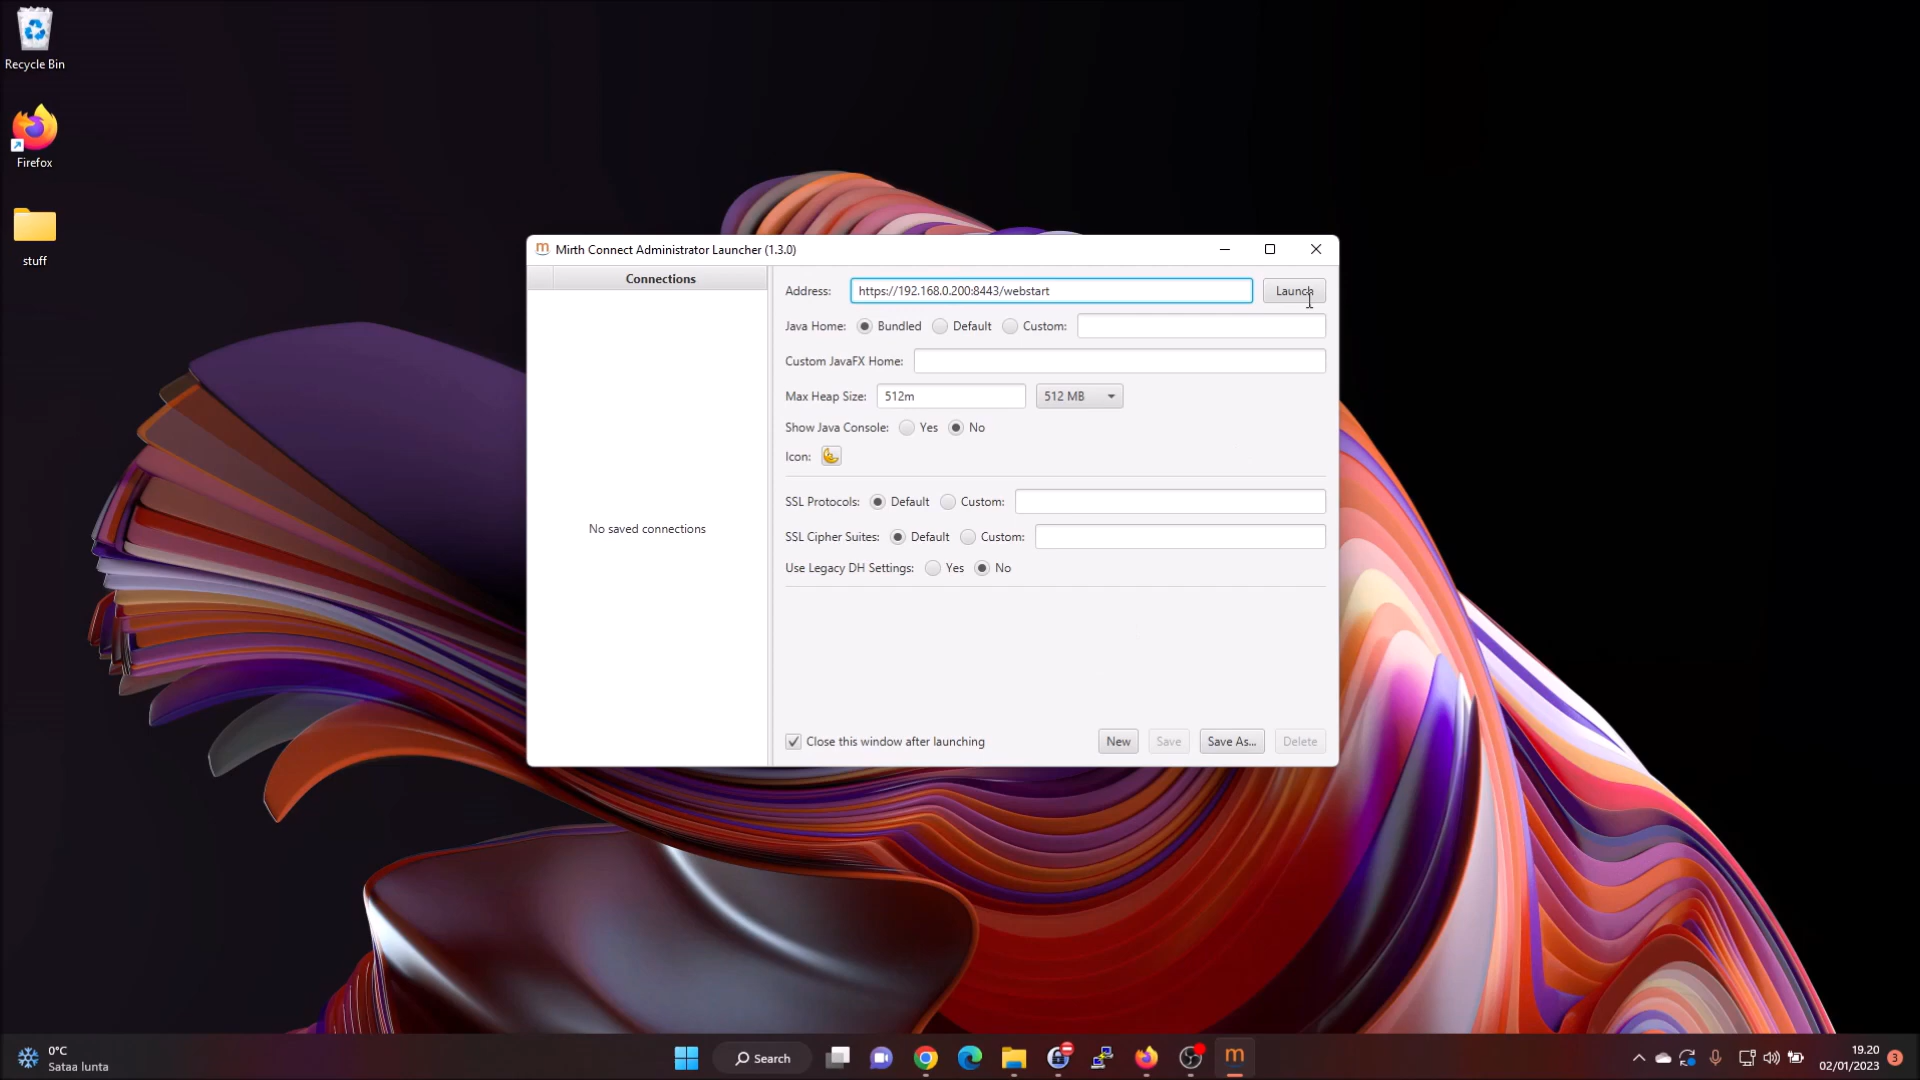 Recycle Bin
Firefox
stuff
m Mirth Connect Administrator Launcher (1.3.0)
Connections
No saved connections
Address: https://192.168.0.200:8443/webstart Launch
Java Home: Bundled Default Custom:
Custom JavaFX Home:
Max Heap Size: 512m 512 MB
Show Java Console: Yes No
Icon:
SSL Protocols: Default Custom:
SSL Cipher Suites: Default Custom:
Use Legacy DH Settings: Yes No
Close this window after launching New Save Save As... Delete
0°C
Sataa lunta
Search
m
19.20
02/01/2023
3